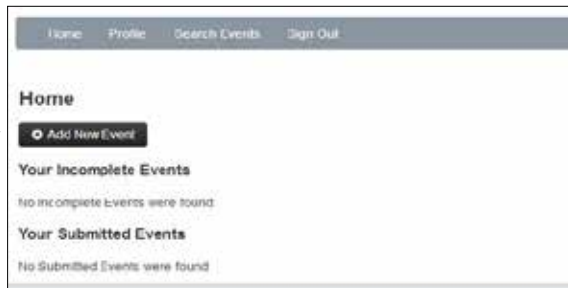 Home Profile Search Events Sign Out
Home
Add New Event
Your Incomplete Events
No Incomplete Events were found
Your Submitted Events
No Submitted Events were found